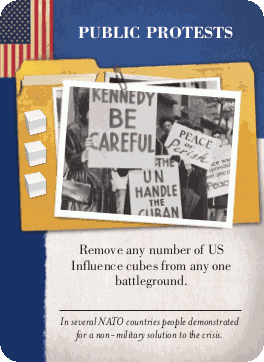 PUBLIC PROTESTS
KENNEDY
BE
CAREFUL
PEACE
or
Perish
THE
UN
HANDLE
THE
CUBAN
Peace
Remove any number of US
Influence cubes from any one
battleground.
In several NATO countries people demonstrated
for a non-military solution to the crisis.